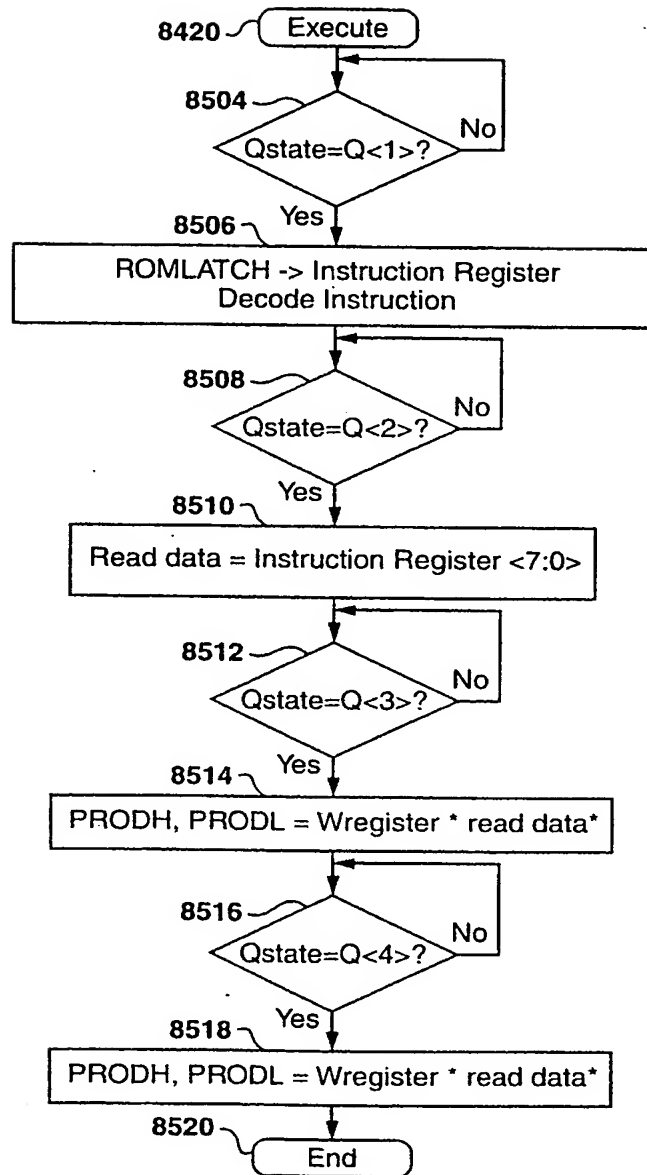 8420
Execute
8504
Qstate=Q<1>?
No
Yes
8506
ROMLATCH -> Instruction Register
Decode Instruction
8508
Qstate=Q<2>?
No
Yes
8510
Read data = Instruction Register <7:0>
8512
Qstate=Q<3>?
No
Yes
8514
PRODH, PRODL = Wregister * read data*
8516
Qstate=Q<4>?
No
Yes
8518
PRODH, PRODL = Wregister * read data*
8520
End